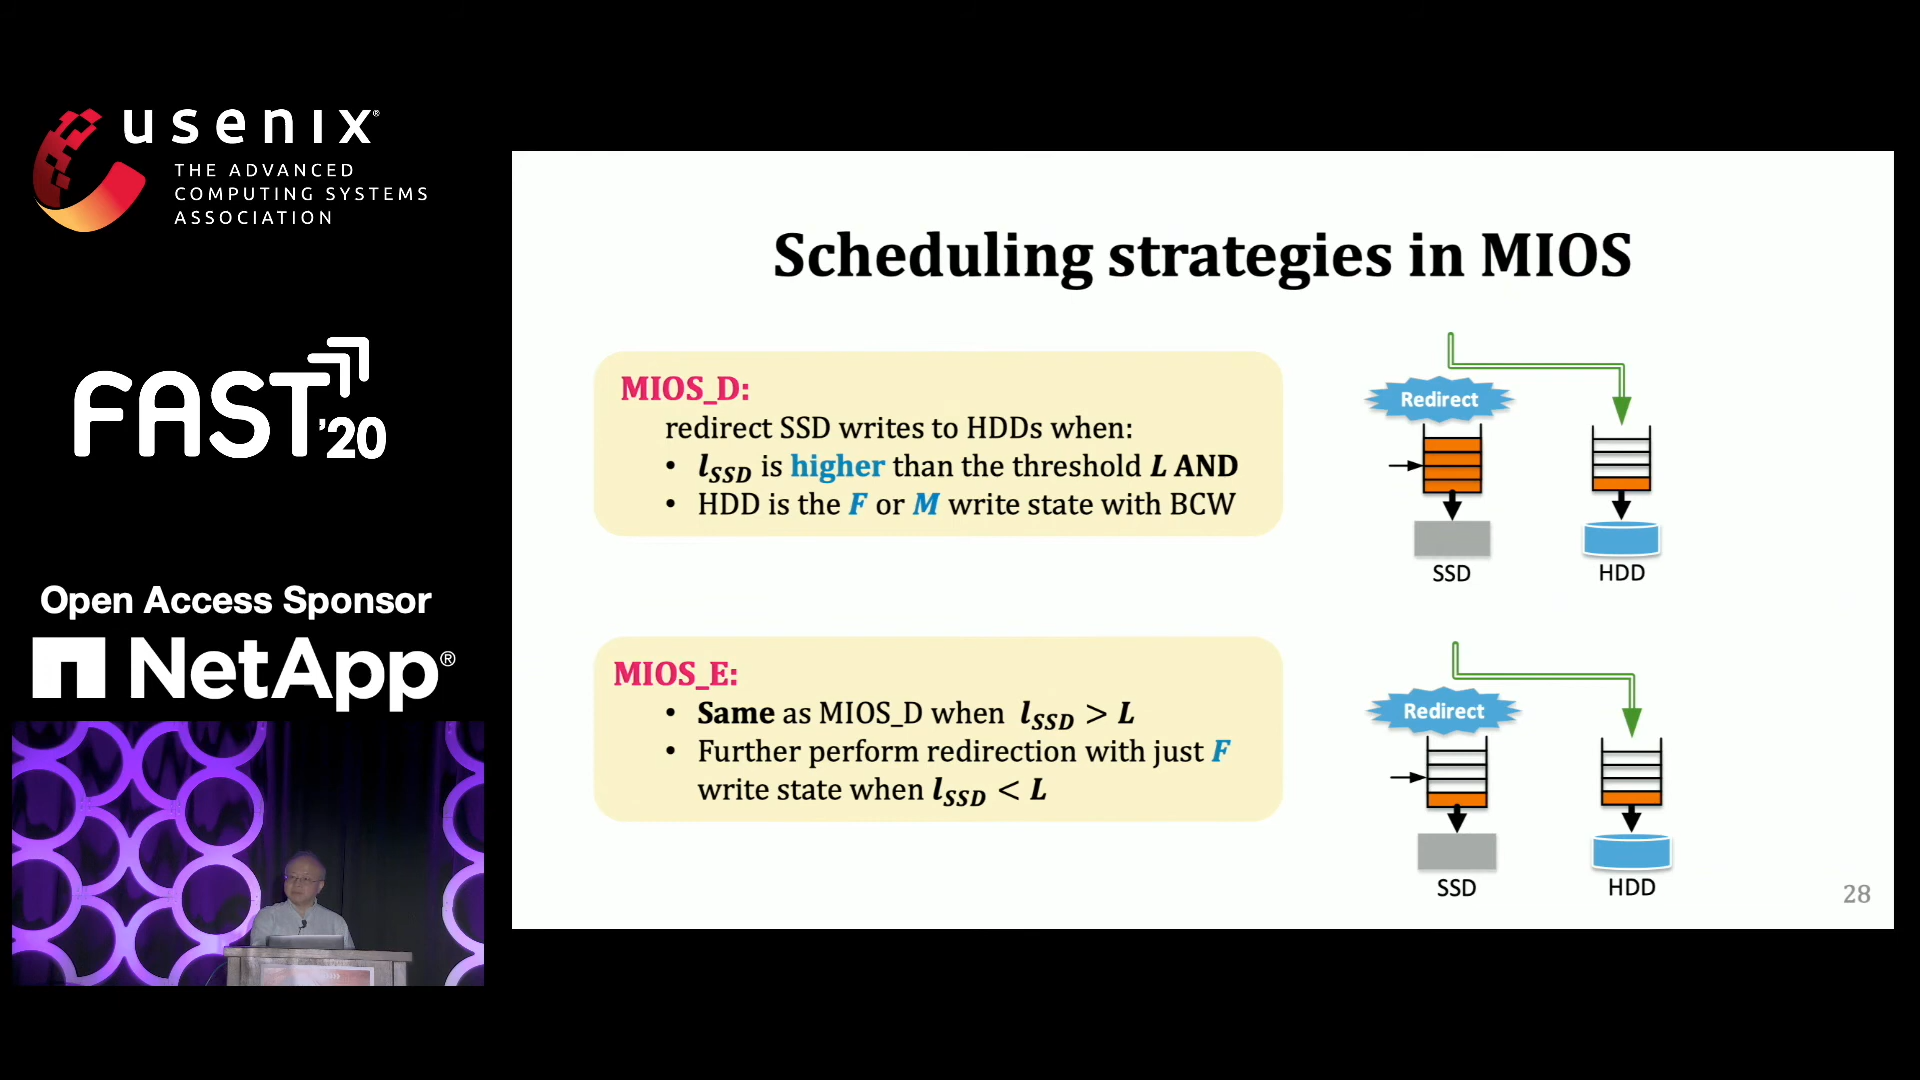 usenix®
THE ADVANCED
COMPUTING SYSTEMS
ASSOCIATION
FAST '20
Open Access Sponsor
NetApp®
Scheduling strategies in MIOS
MIOS_D:
redirect SSD writes to HDDs when:
• l_SSD is higher than the threshold L AND
• HDD is the F or M write state with BCW
Redirect
SSD
HDD
MIOS_E:
• Same as MIOS_D when l_SSD > L
• Further perform redirection with just F
write state when l_SSD < L
Redirect
SSD
HDD
28